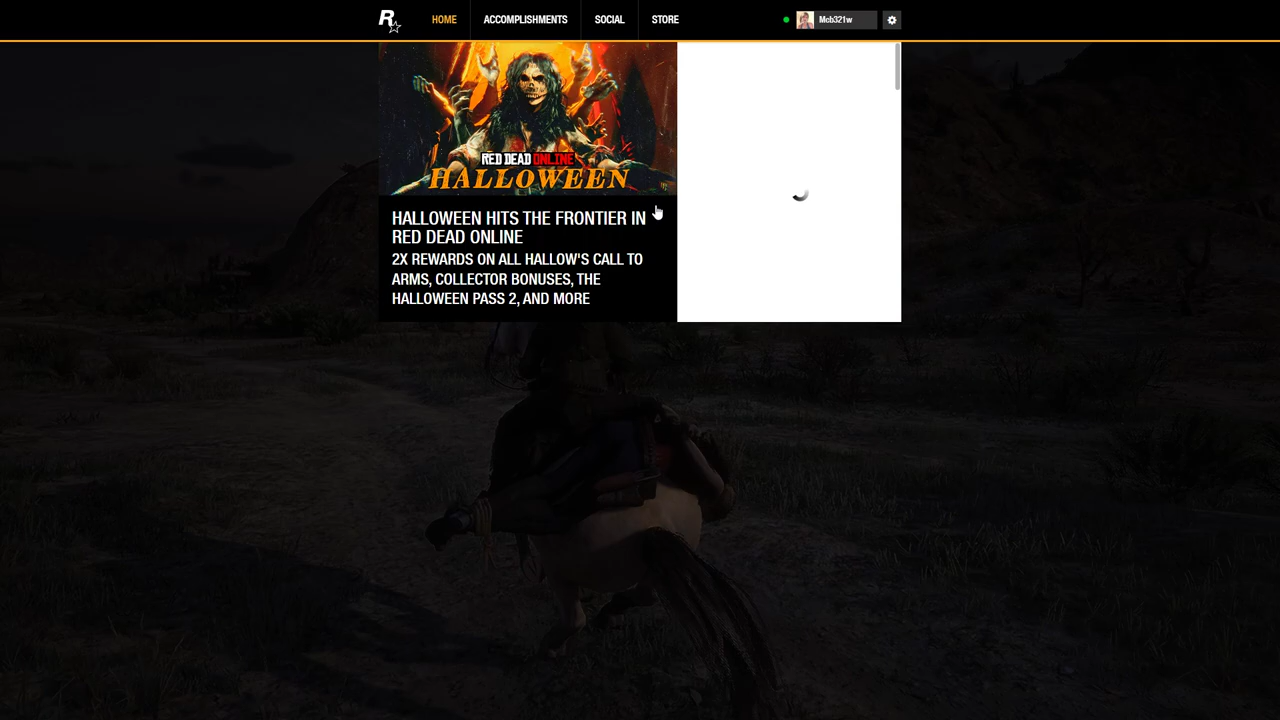 R
HOME
ACCOMPLISHMENTS
SOCIAL
STORE
Mcb321w
RED DEAD ONLINE
HALLOWEEN
HALLOWEEN HITS THE FRONTIER IN
RED DEAD ONLINE
2X REWARDS ON ALL HALLOW'S CALL TO
ARMS, COLLECTOR BONUSES, THE
HALLOWEEN PASS 2, AND MORE